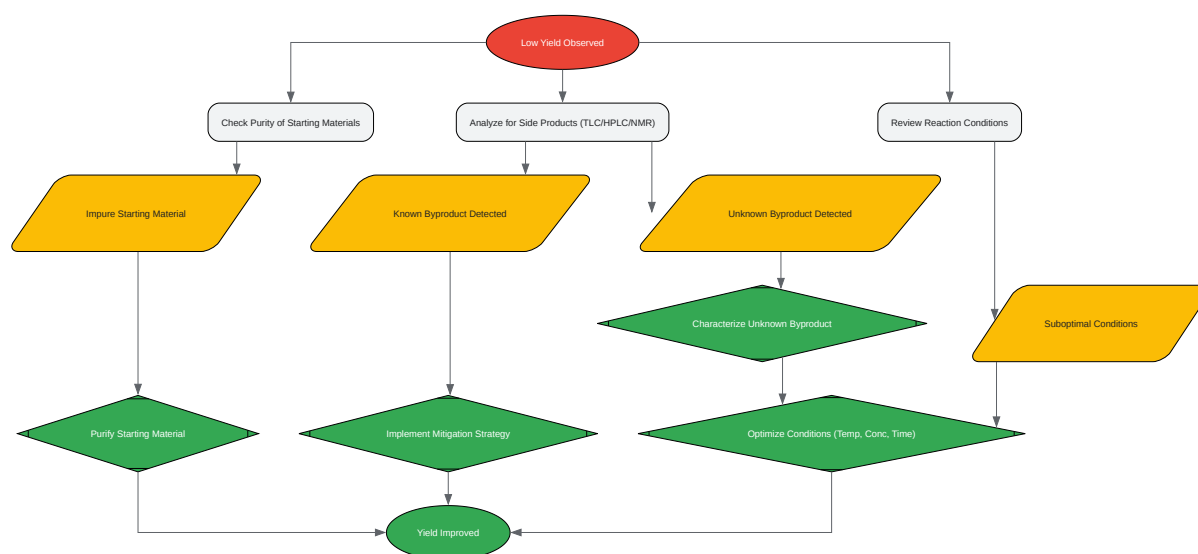 Low Yield Observed
Check Purity of Starting Materials
Analyze for Side Products (TLC/HPLC/NMR)
Review Reaction Conditions
Impure Starting Material
Known Byproduct Detected
Unknown Byproduct Detected
Characterize Unknown Byproduct
Suboptimal Conditions
Purify Starting Material
Implement Mitigation Strategy
Optimize Conditions (Temp, Conc, Time)
Yield Improved